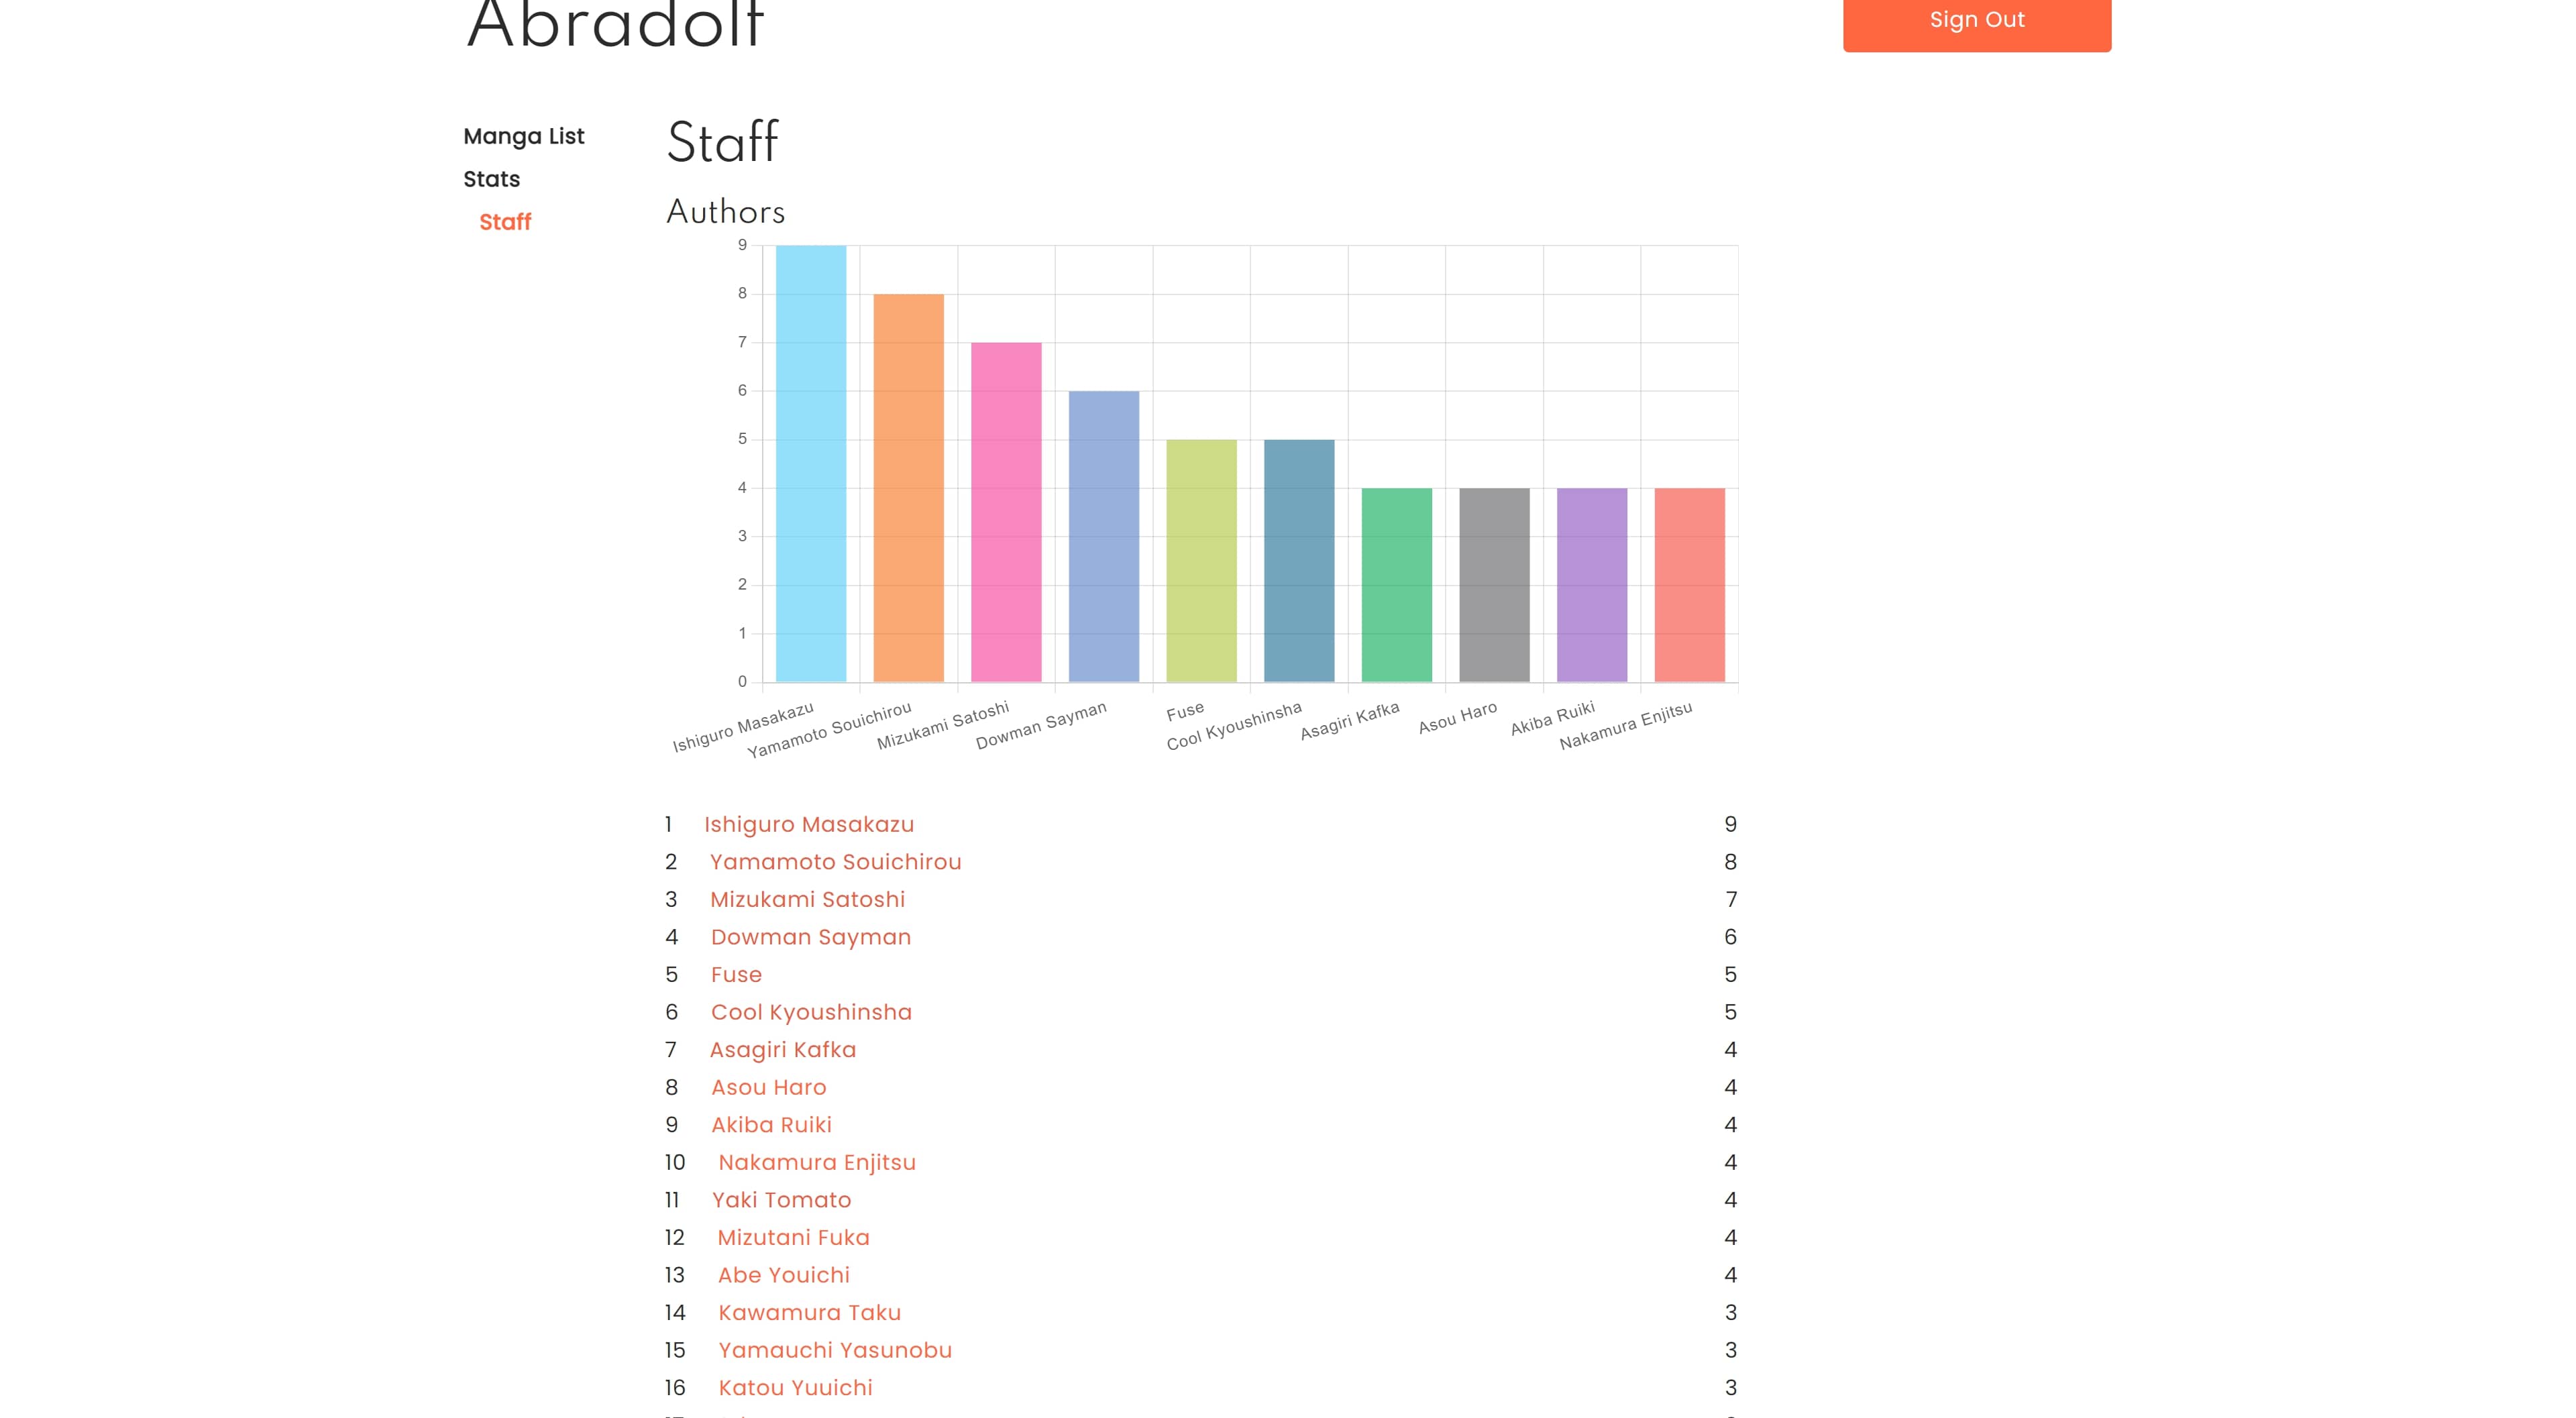 Abradolf
Sign Out
Manga List
Stats
Staff
Staff
Authors
9
8
7
6
5
4
3
2
1
0
Ishiguro Masakazu
Yamamoto Souichirou
Mizukami Satoshi
Dowman Sayman
Fuse
Cool Kyoushinsha
Asagiri Kafka
Asou Haro
Akiba Ruiki
Nakamura Enjitsu
1 Ishiguro Masakazu 9
2 Yamamoto Souichirou 8
3 Mizukami Satoshi 7
4 Dowman Sayman 6
5 Fuse 5
6 Cool Kyoushinsha 5
7 Asagiri Kafka 4
8 Asou Haro 4
9 Akiba Ruiki 4
10 Nakamura Enjitsu 4
11 Yaki Tomato 4
12 Mizutani Fuka 4
13 Abe Youichi 4
14 Kawamura Taku 3
15 Yamauchi Yasunobu 3
16 Katou Yuuichi 3